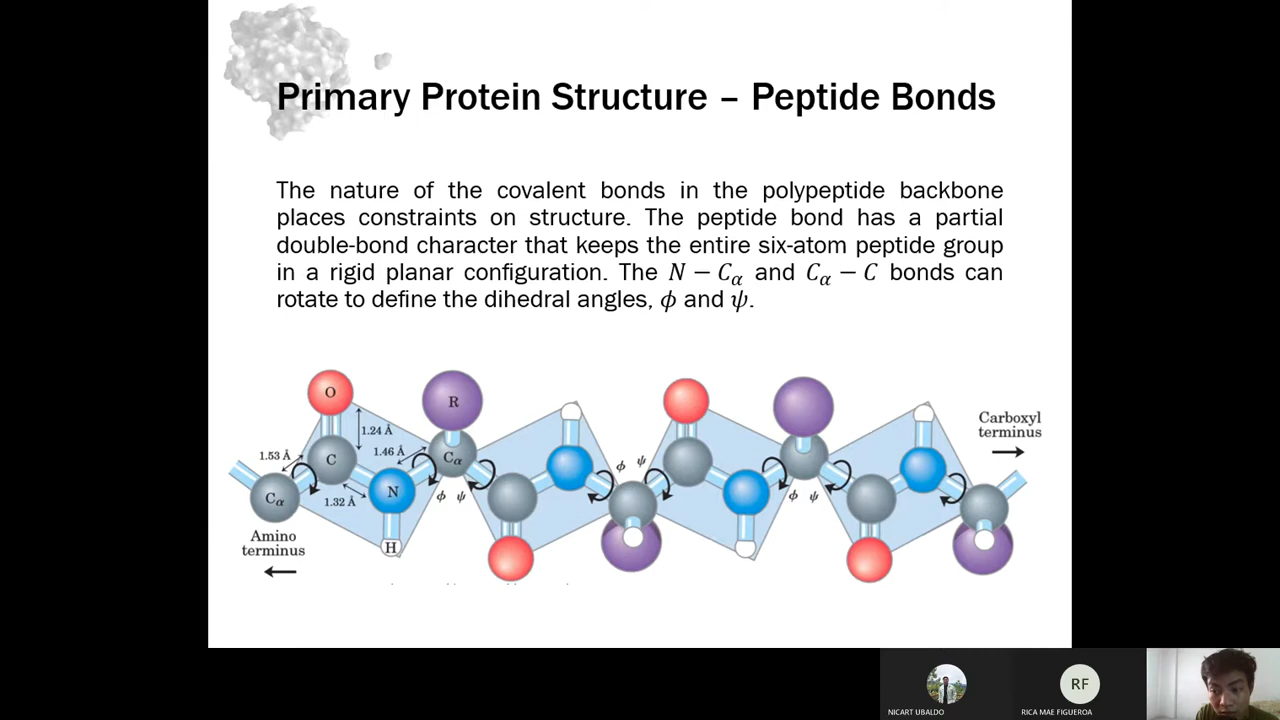 Primary Protein Structure – Peptide Bonds
The nature of the covalent bonds in the polypeptide backbone
places constraints on structure. The peptide bond has a partial
double-bond character that keeps the entire six-atom peptide group
in a rigid planar configuration. The N − Cα and Cα − C bonds can
rotate to define the dihedral angles, ϕ and ψ.
O
R
1.24 Å
Carboxyl
terminus
1.53 Å
C
1.46 Å
Cα
ϕ ψ
Cα
1.32 Å
N
ϕ ψ
ϕ ψ
Amino
terminus
H
RF
NICART UBALDO
RICA MAE FIGUEROA